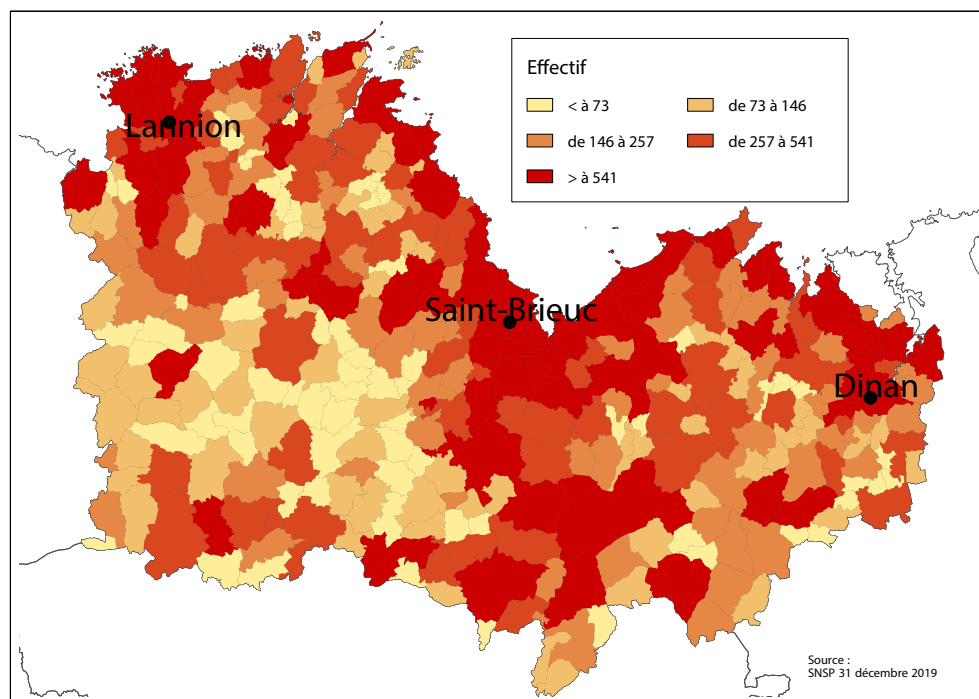 Effectif
< à 73
de 73 à 146
de 146 à 257
de 257 à 541
> à 541
Lannion
Saint-Brieuc
Dinan
Source :
SNSP 31 décembre 2019